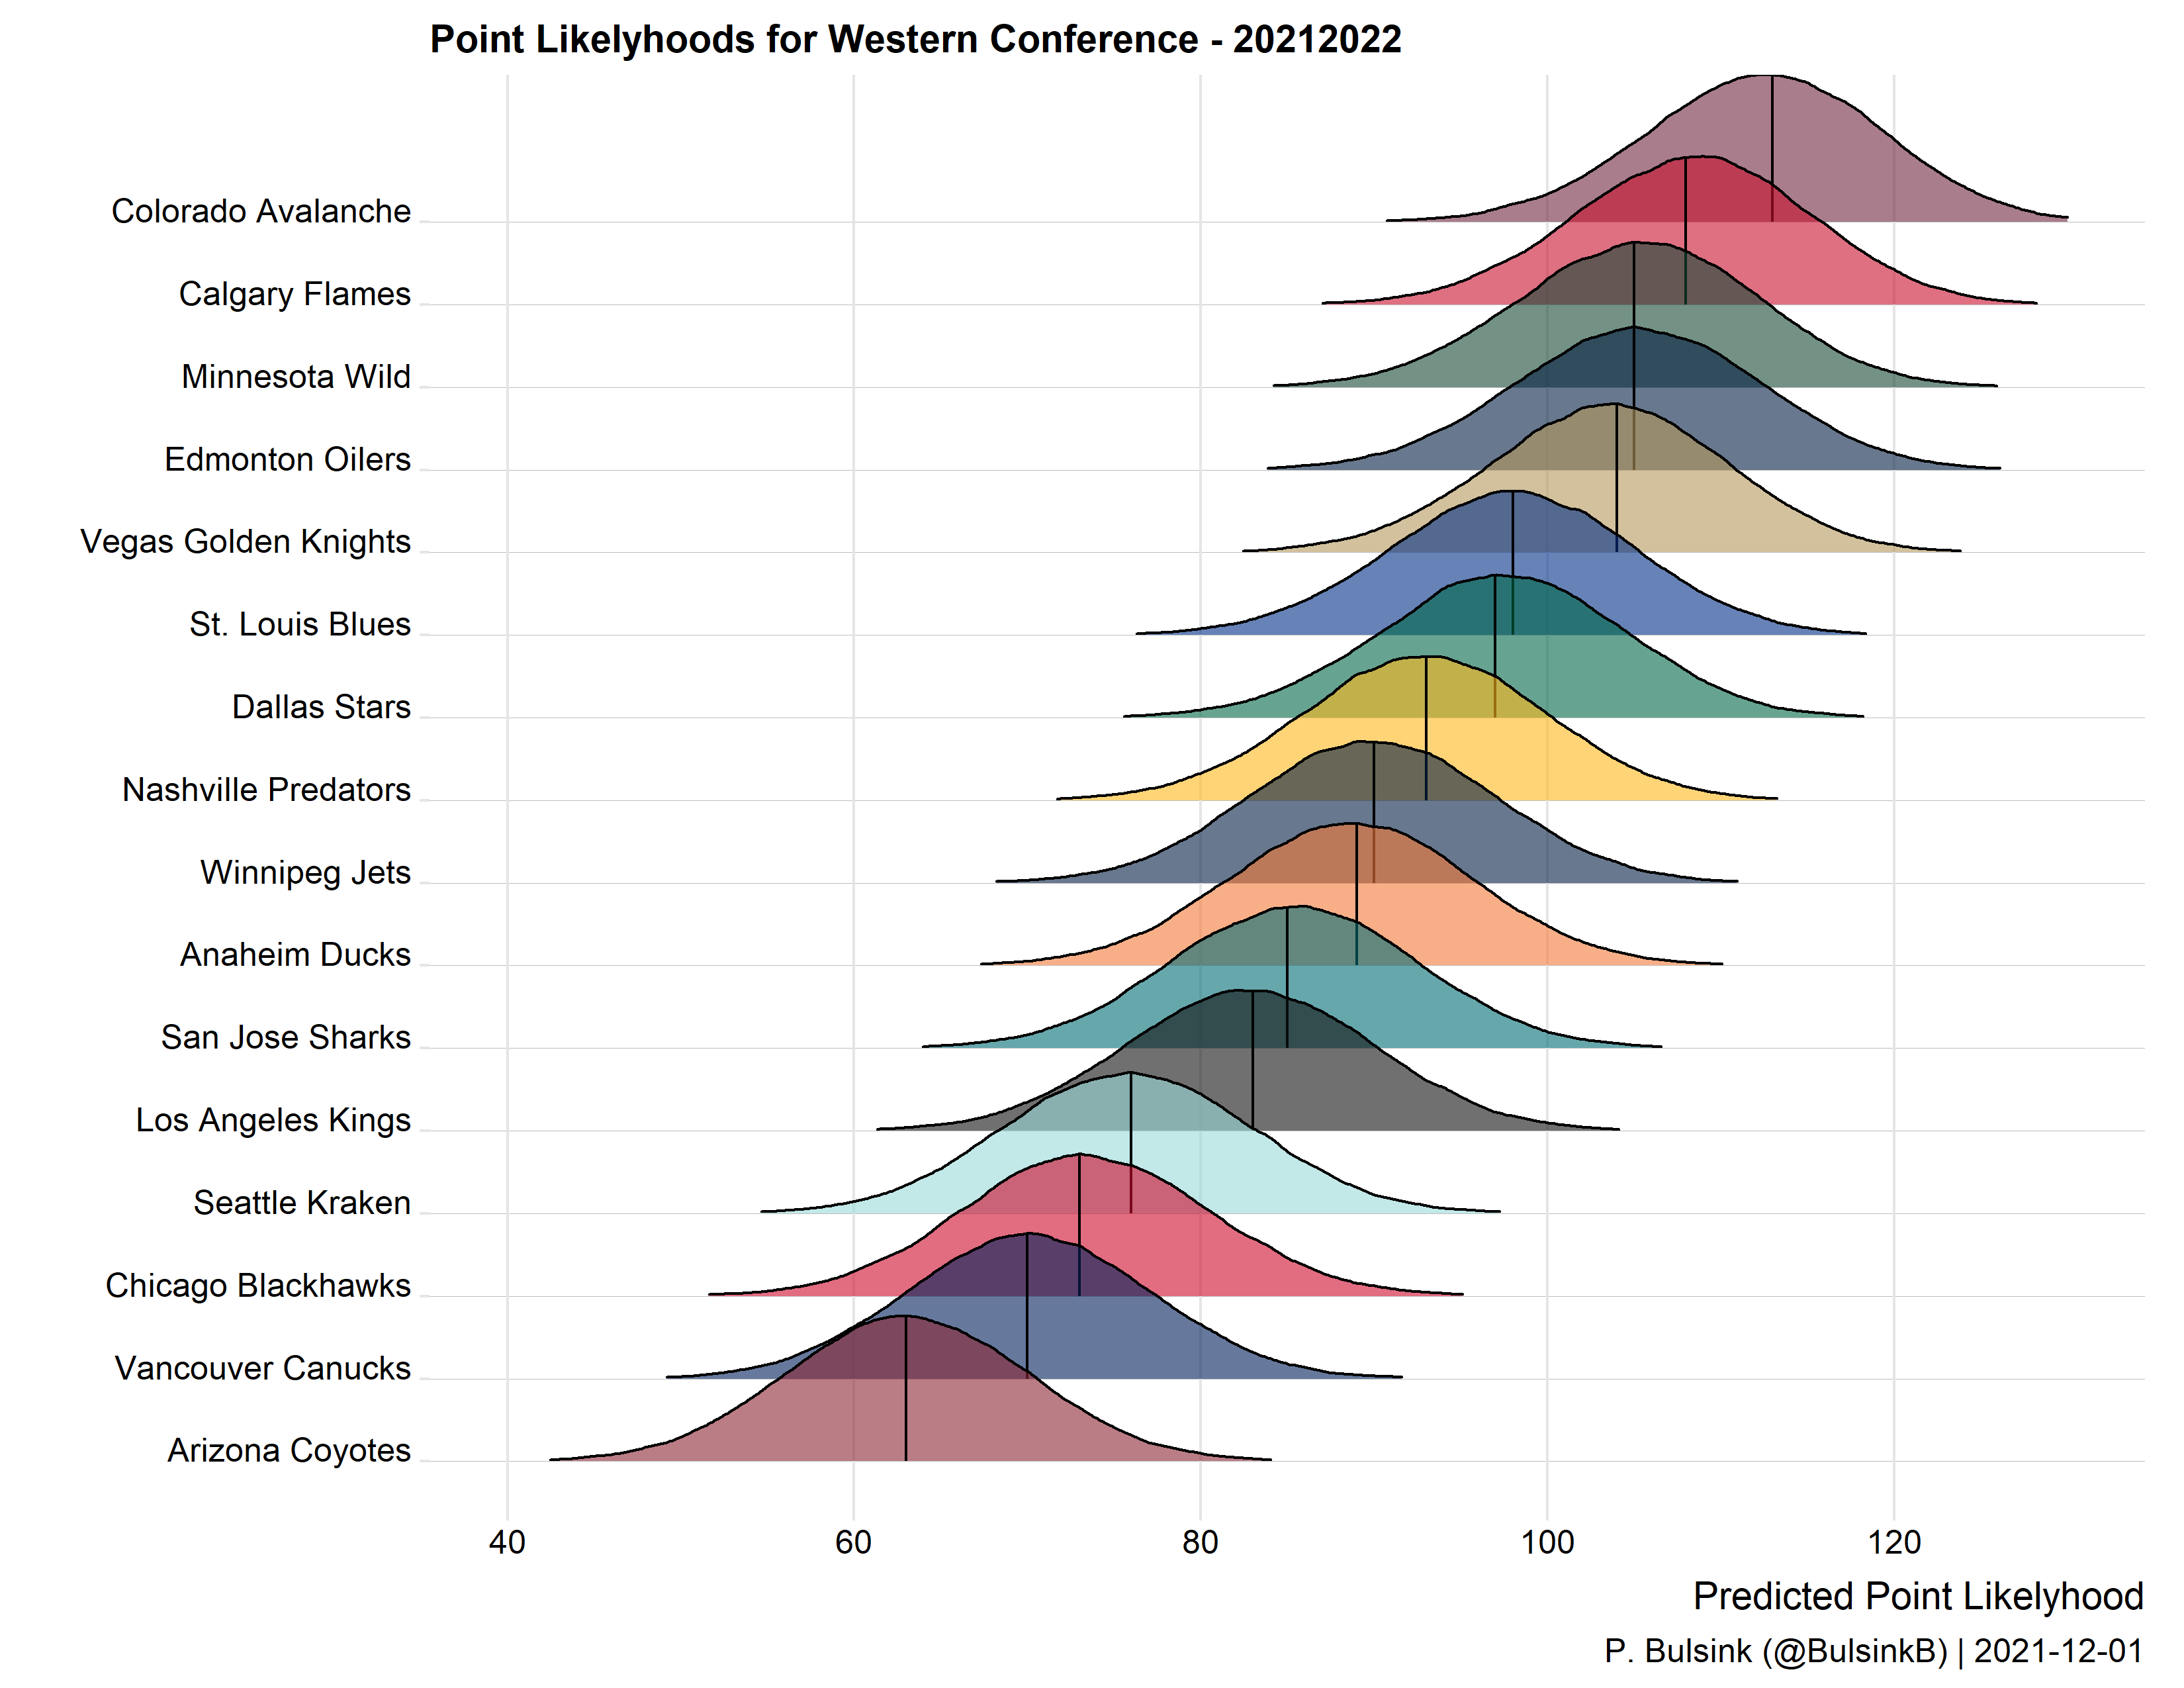 Point Likelyhoods for Western Conference - 20212022
Colorado Avalanche
Calgary Flames
Minnesota Wild
Edmonton Oilers
Vegas Golden Knights
St. Louis Blues
Dallas Stars
Nashville Predators
Winnipeg Jets
Anaheim Ducks
San Jose Sharks
Los Angeles Kings
Seattle Kraken
Chicago Blackhawks
Vancouver Canucks
Arizona Coyotes
40 60 80 100 120
Predicted Point Likelyhood
P. Bulsink (@BulsinkB) | 2021-12-01